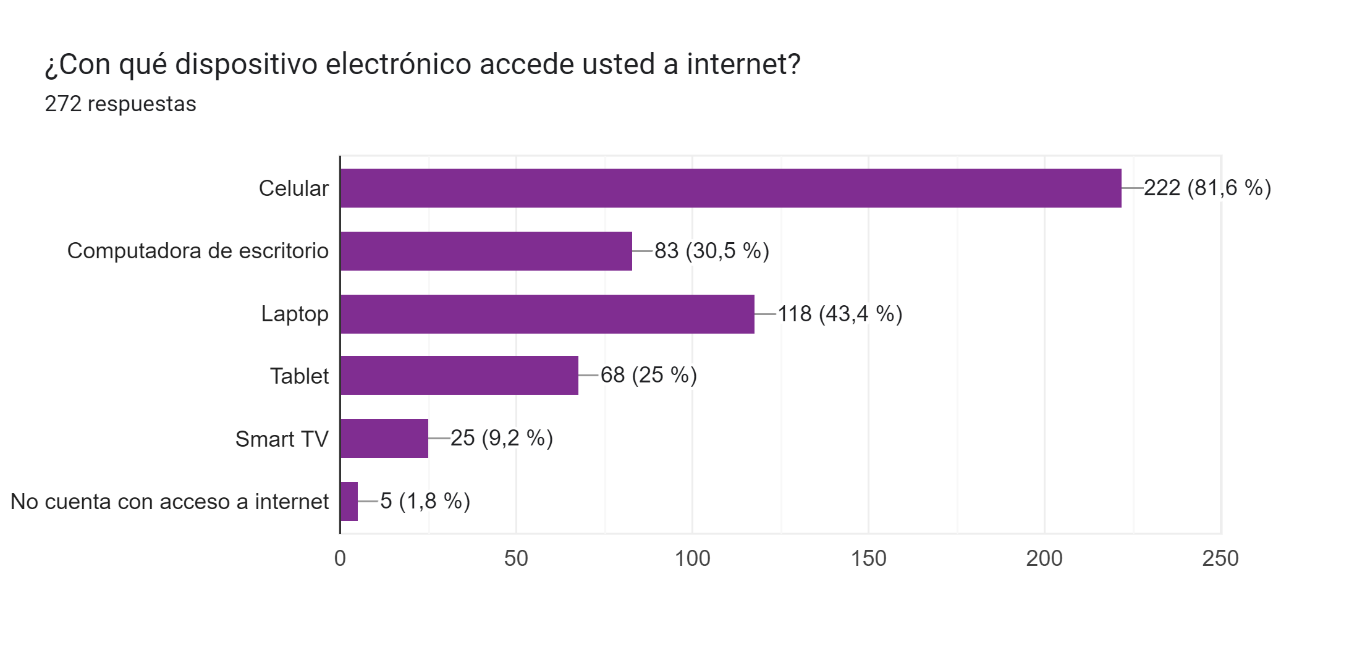 ¿Con qué dispositivo electrónico accede usted a internet?
272 respuestas
Celular 222 (81,6 %)
Computadora de escritorio 83 (30,5 %)
Laptop 118 (43,4 %)
Tablet 68 (25 %)
Smart TV 25 (9,2 %)
No cuenta con acceso a internet 5 (1,8 %)
0 50 100 150 200 250